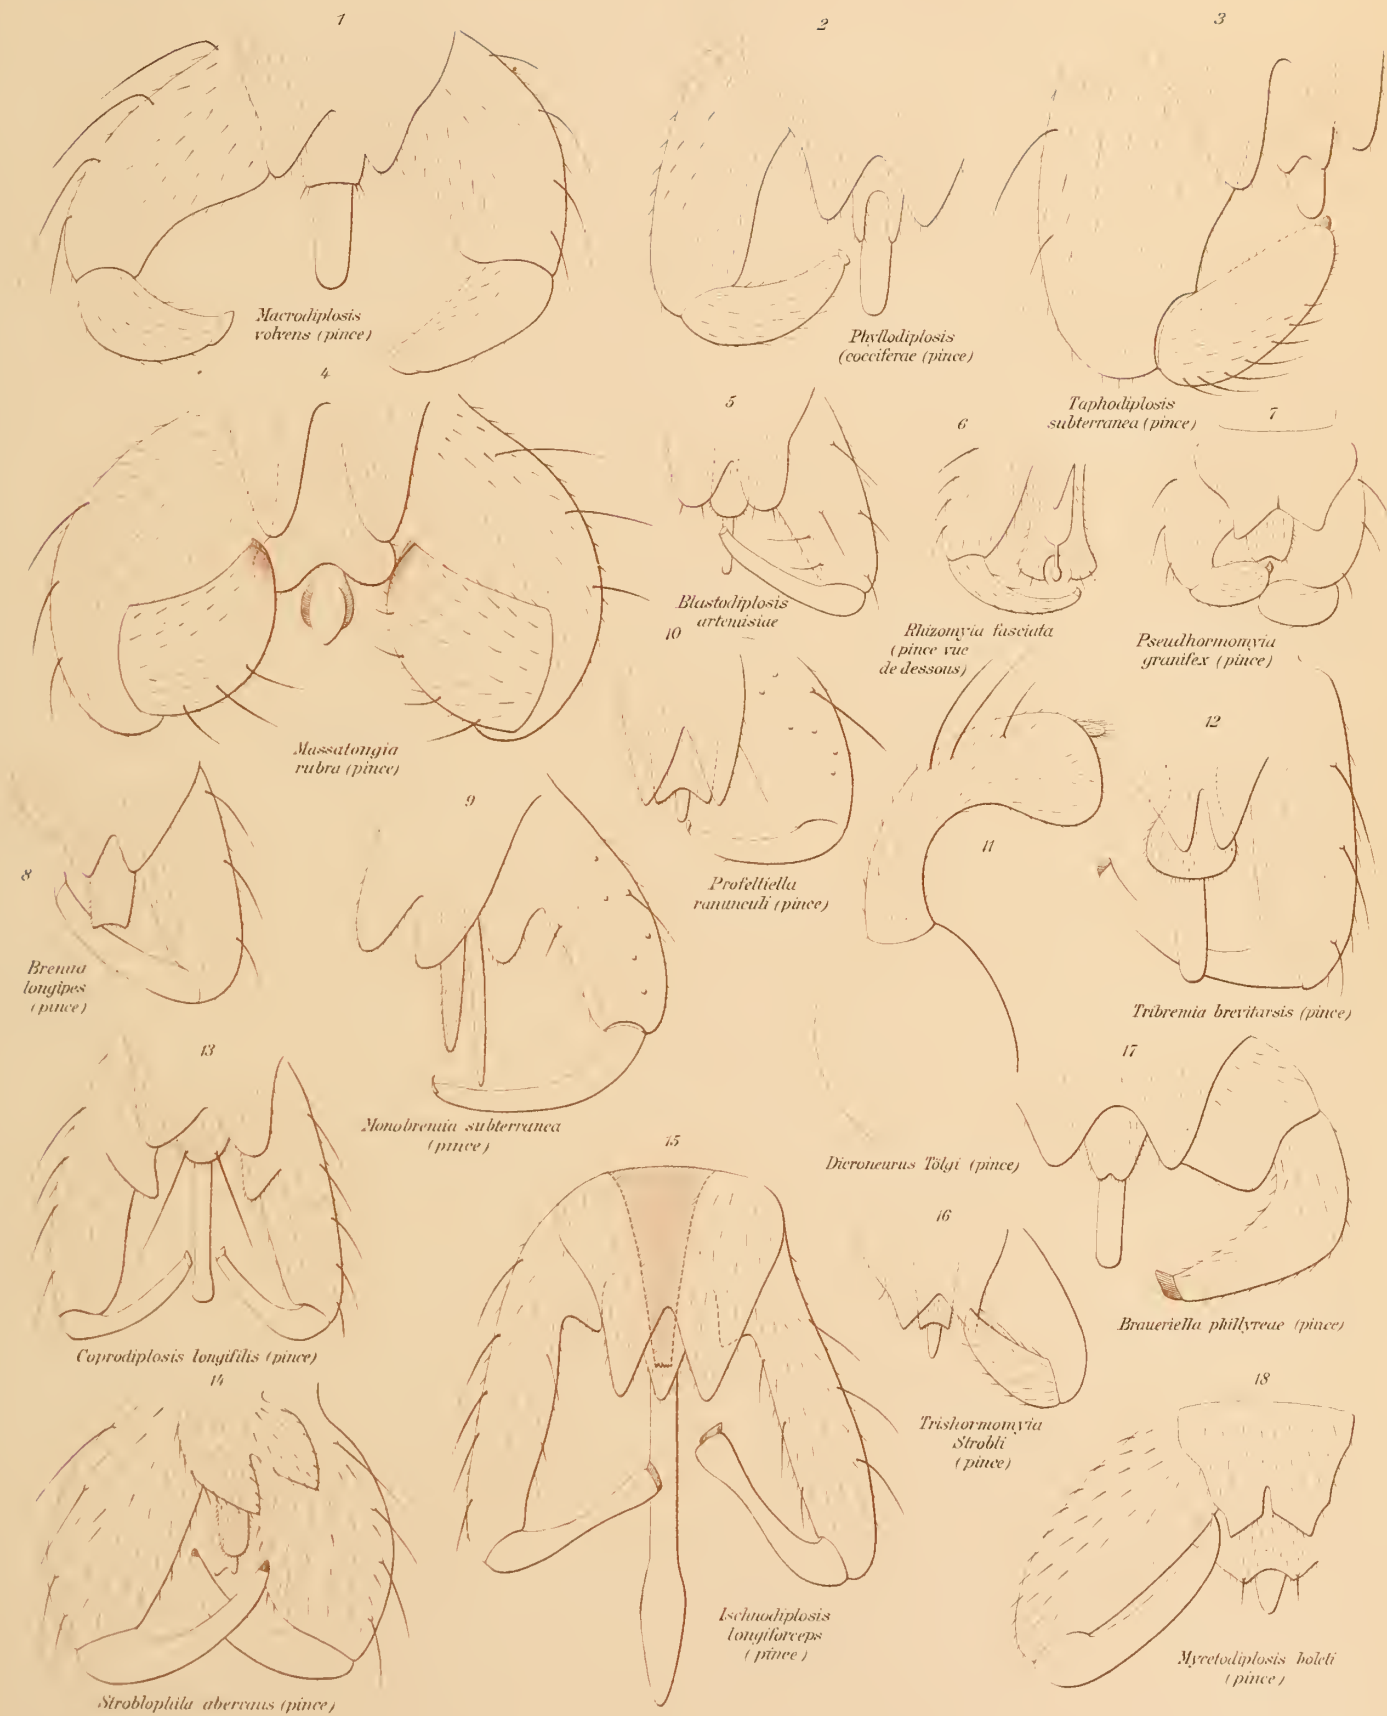 1
Macrodiplosis
volvens (pince)
2
Phyllodiplosis
(cocciferae (pince)
3
Taphodiplosis
subterranea (pince)
4
Massalongia
rubra (pince)
5
Blastodiplosis
artemisiae
6
Rhizomyia fasciata
(pince vue
de dessous)
7
Pseudhormomyia
granifex (pince)
8
Bremia
longipes
(pince)
9
Monobremia subterranea
(pince)
10
Profeltiella
ranunculi (pince)
11
Dicroneurus Tölgi (pince)
12
Tribremia brevitarsis (pince)
13
Coprodiplosis longifilis (pince)
14
Stroblophila aberrans (pince)
15
Ischnodiplosis
longiforceps
(pince)
16
Trishormomyia
Strobli
(pince)
17
Braueriella phillyreae (pince)
18
Mycetodiplosis boleti
(pince)